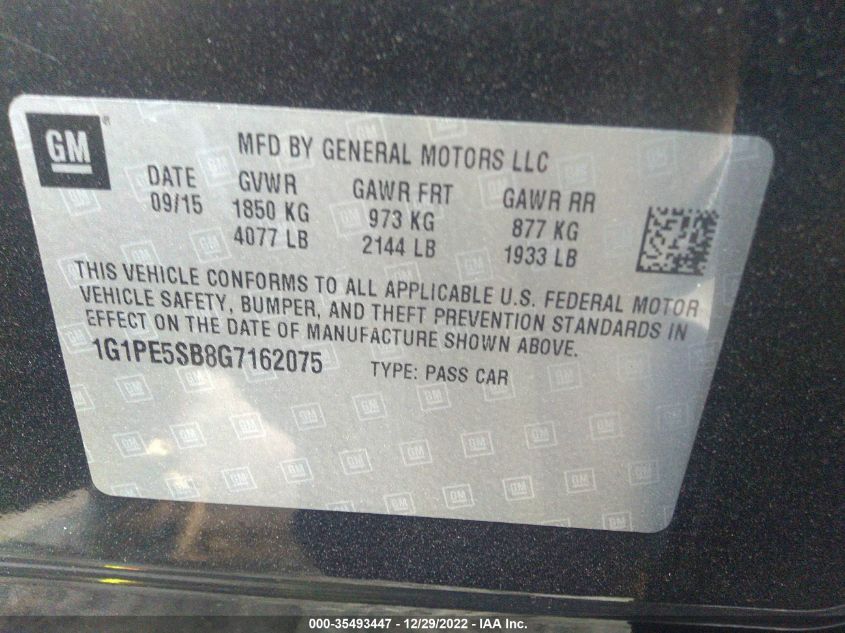 GM®
MFD BY GENERAL MOTORS LLC
DATE GVWR GAWR FRT GAWR RR
09/15 1850 KG 973 KG 877 KG
4077 LB 2144 LB 1933 LB
THIS VEHICLE CONFORMS TO ALL APPLICABLE U.S. FEDERAL MOTOR
VEHICLE SAFETY, BUMPER, AND THEFT PREVENTION STANDARDS IN
EFFECT ON THE DATE OF MANUFACTURE SHOWN ABOVE.
1G1PE5SB8G7162075 TYPE: PASS CAR
000-35493447 - 12/29/2022 - IAA Inc.